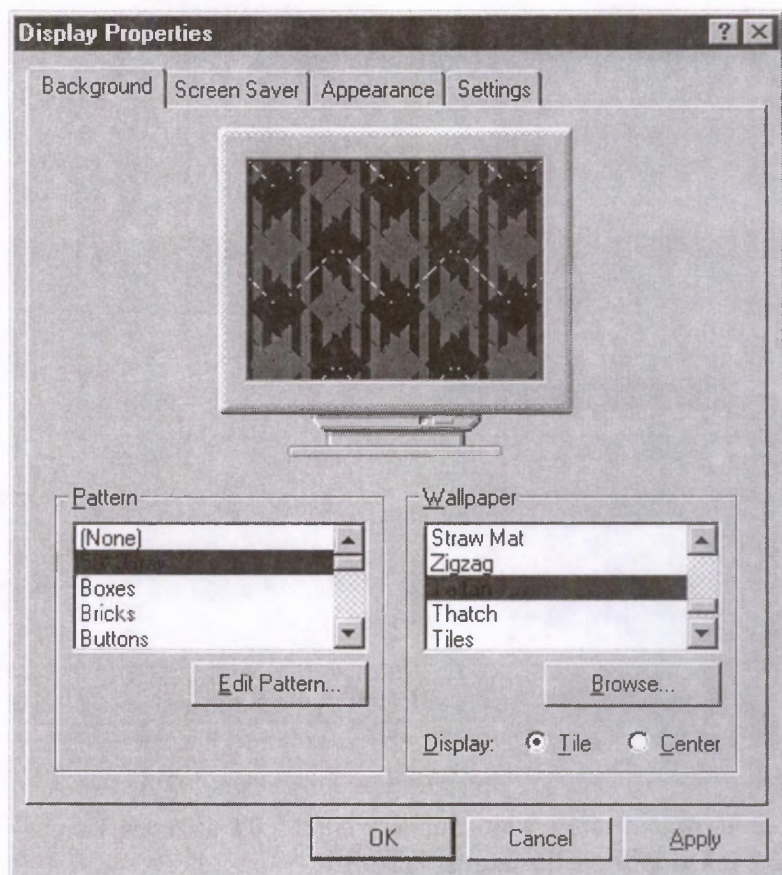 Display Properties
Background Screen Saver Appearance Settings
Pattern
(None)
Boxes
Bricks
Buttons
Edit Pattern...
Wallpaper
Straw Mat
Zigzag
Thatch
Tiles
Browse...
Display: Tile Center
OK Cancel Apply